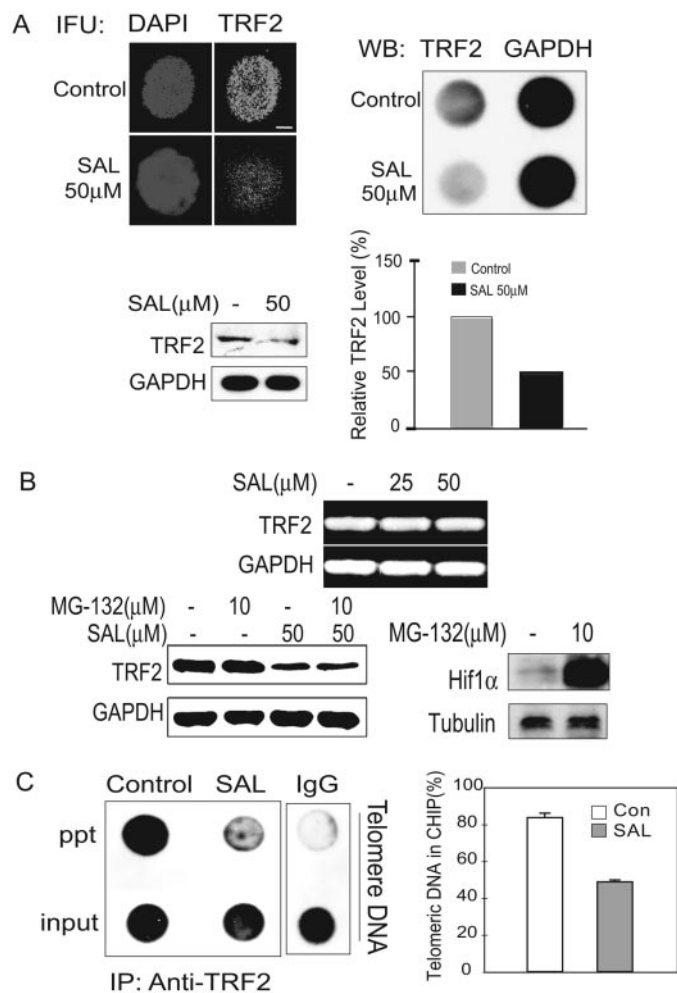 A
IFU: DAPI TRF2
Control
SAL
50μM
WB: TRF2 GAPDH
Control
SAL
50μM
SAL(μM) - 50
TRF2
GAPDH
Relative TRF2 Level (%)
150
100
50
0
Control
SAL 50μM
B
SAL(μM) - 25 50
TRF2
GAPDH
MG-132(μM) - 10 - 10
SAL(μM) - - 50 50
TRF2
GAPDH
MG-132(μM) - 10
Hif1α
Tubulin
C
Control SAL IgG
ppt
input
Telomere DNA
IP: Anti-TRF2
Telomeric DNA in CHIP(%)
100
80
60
40
20
0
Con
SAL